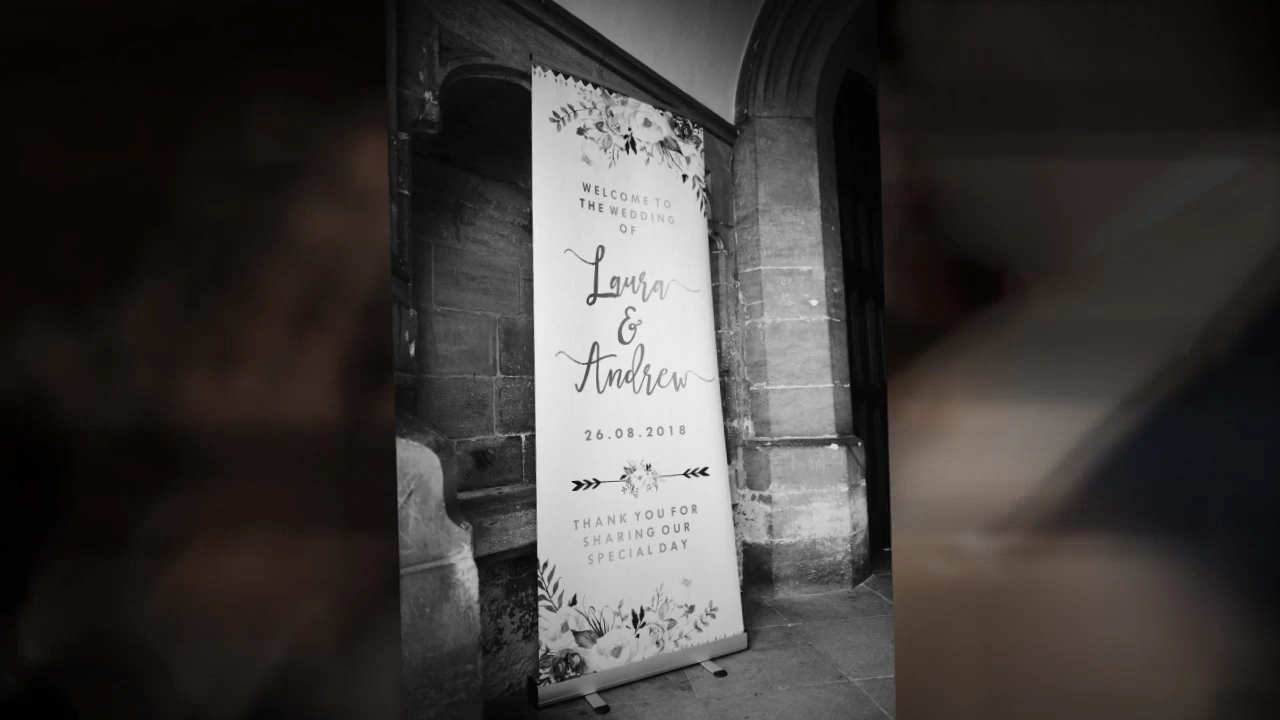 WELCOME TO
THE WEDDING
OF
Laura
&
Andrew
26.08.2018
THANK YOU FOR
SHARING OUR
SPECIAL DAY